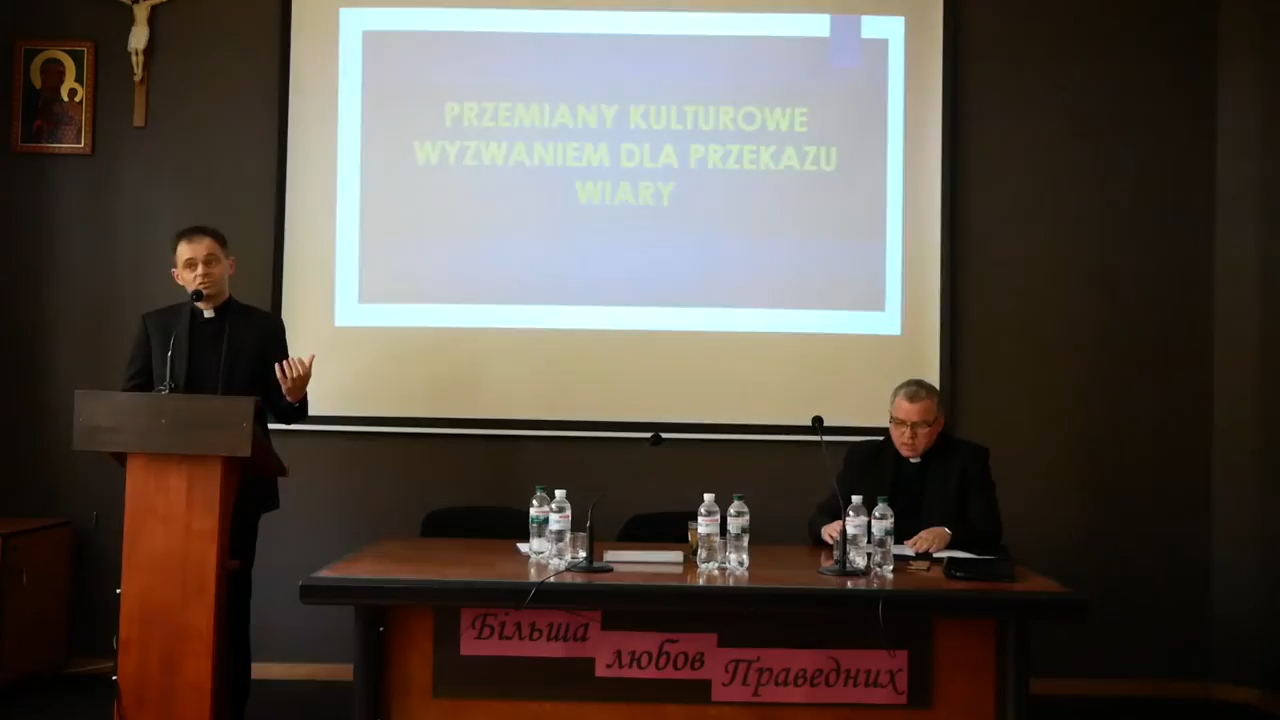 PRZEMIANY KULTUROWE
WYZWANIEM DLA PRZEKAZU
WIARY
Більша
любов
Праведних